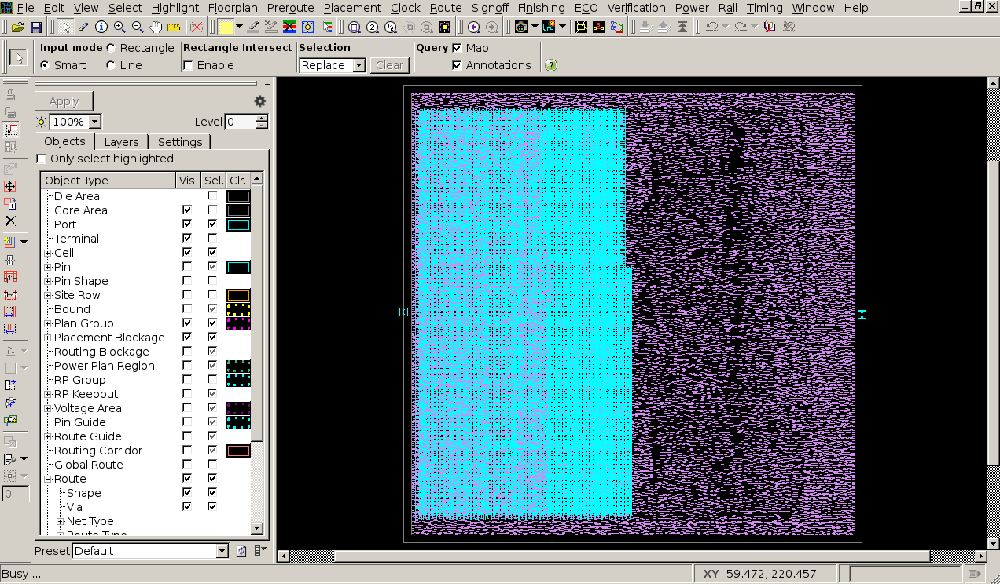 File Edit View Select Highlight Floorplan Preroute Placement Clock Route Signoff Finishing ECO Verification Power Rail Timing Window Help
Input mode Rectangle Rectangle Intersect Selection Query Map
Smart Line Enable Replace Clear Annotations
Apply
100% Level 0
Objects Layers Settings
Only select highlighted
Object Type Vis. Sel. Clr.
Die Area
Core Area
Port
Terminal
Cell
Pin
Pin Shape
Site Row
Bound
Plan Group
Placement Blockage
Routing Blockage
Power Plan Region
RP Group
RP Keepout
Voltage Area
Pin Guide
Route Guide
Routing Corridor
Global Route
Route
0
Shape
Via
Net Type
Route Type
Preset Default
Busy ... XY -59.472, 220.457